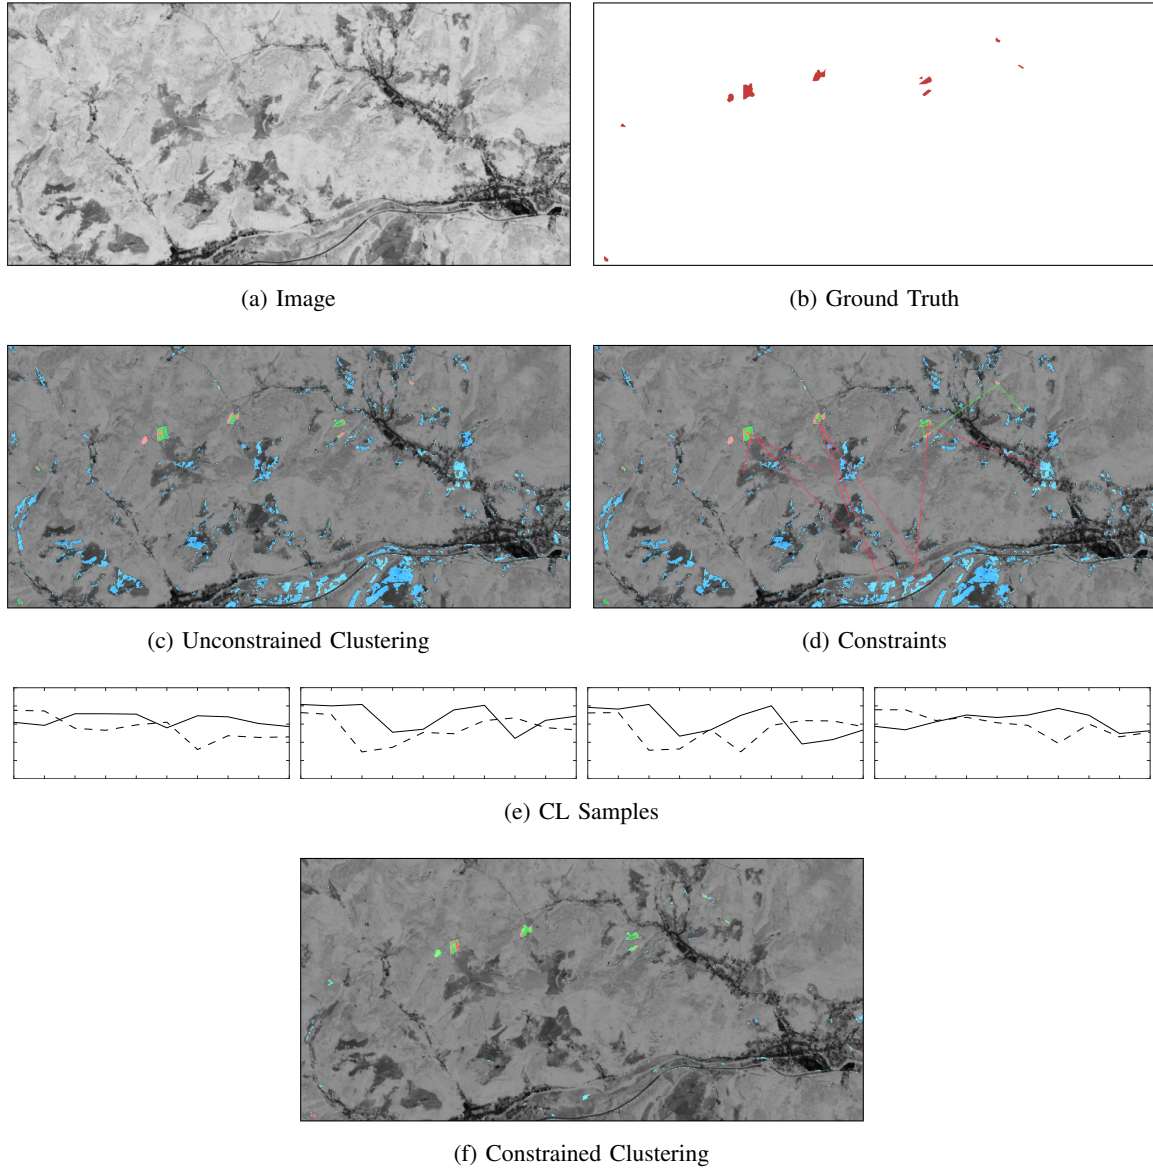 (a) Image
(b) Ground Truth
(c) Unconstrained Clustering
(d) Constraints
(e) CL Samples
(f) Constrained Clustering